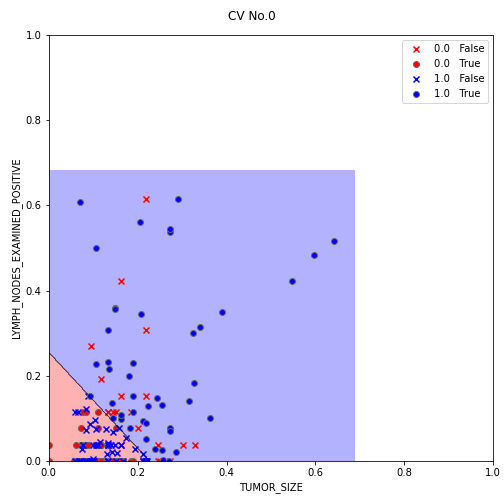 CV No.0
1.0
0.8
0.6
0.4
0.2
0.0
LYMPH_NODES_EXAMINED_POSITIVE
0.0 False
0.0 True
1.0 False
1.0 True
0.0 0.2 0.4 0.6 0.8 1.0
TUMOR_SIZE